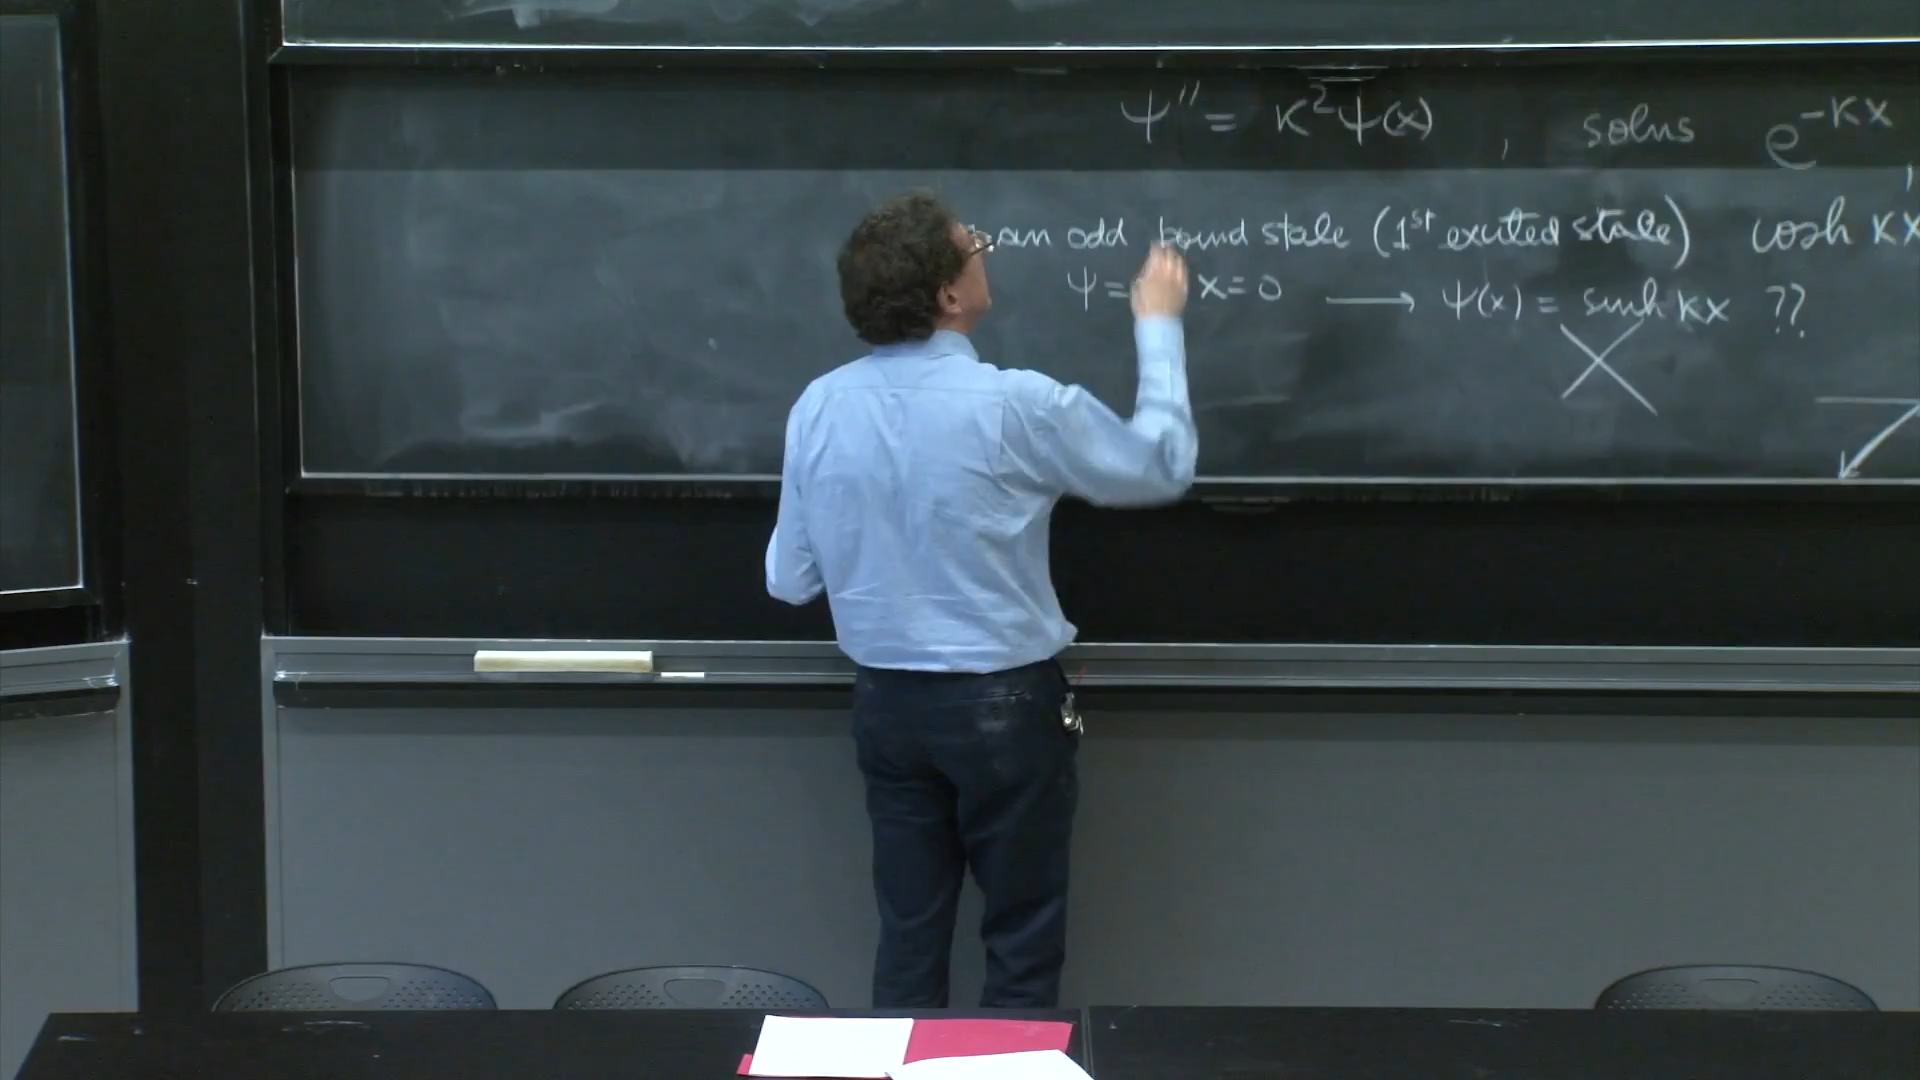 ψ'' = κ²ψ(x) , solns e^{-κx} ,
an odd bound state (1st excited state) cosh κx
ψ = x=0 ⟶ ψ(x) = sinh κx ??